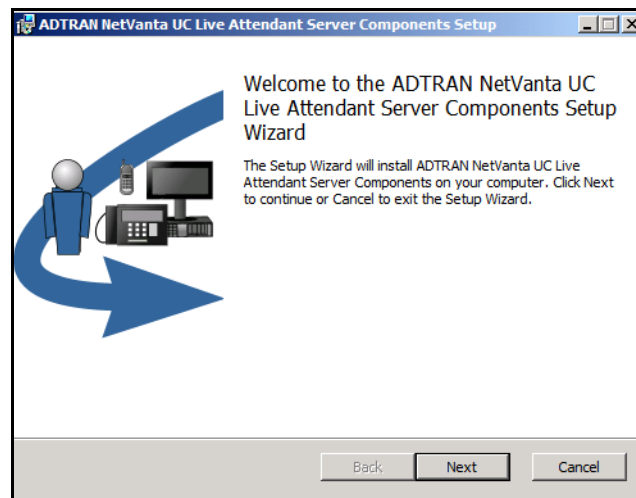 ADTRAN NetVanta UC Live Attendant Server Components Setup
Welcome to the ADTRAN NetVanta UC
Live Attendant Server Components Setup
Wizard
The Setup Wizard will install ADTRAN NetVanta UC Live
Attendant Server Components on your computer. Click Next
to continue or Cancel to exit the Setup Wizard.
Back Next Cancel